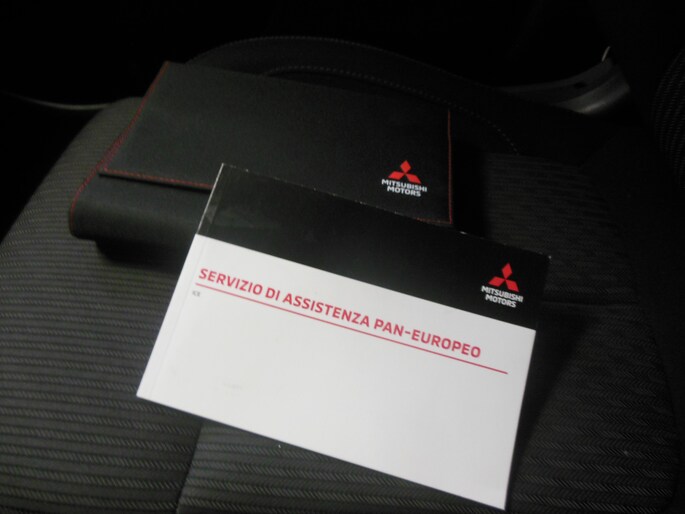 MITSUBISHI
MOTORS
MITSUBISHI
MOTORS
SERVIZIO DI ASSISTENZA PAN-EUROPEO